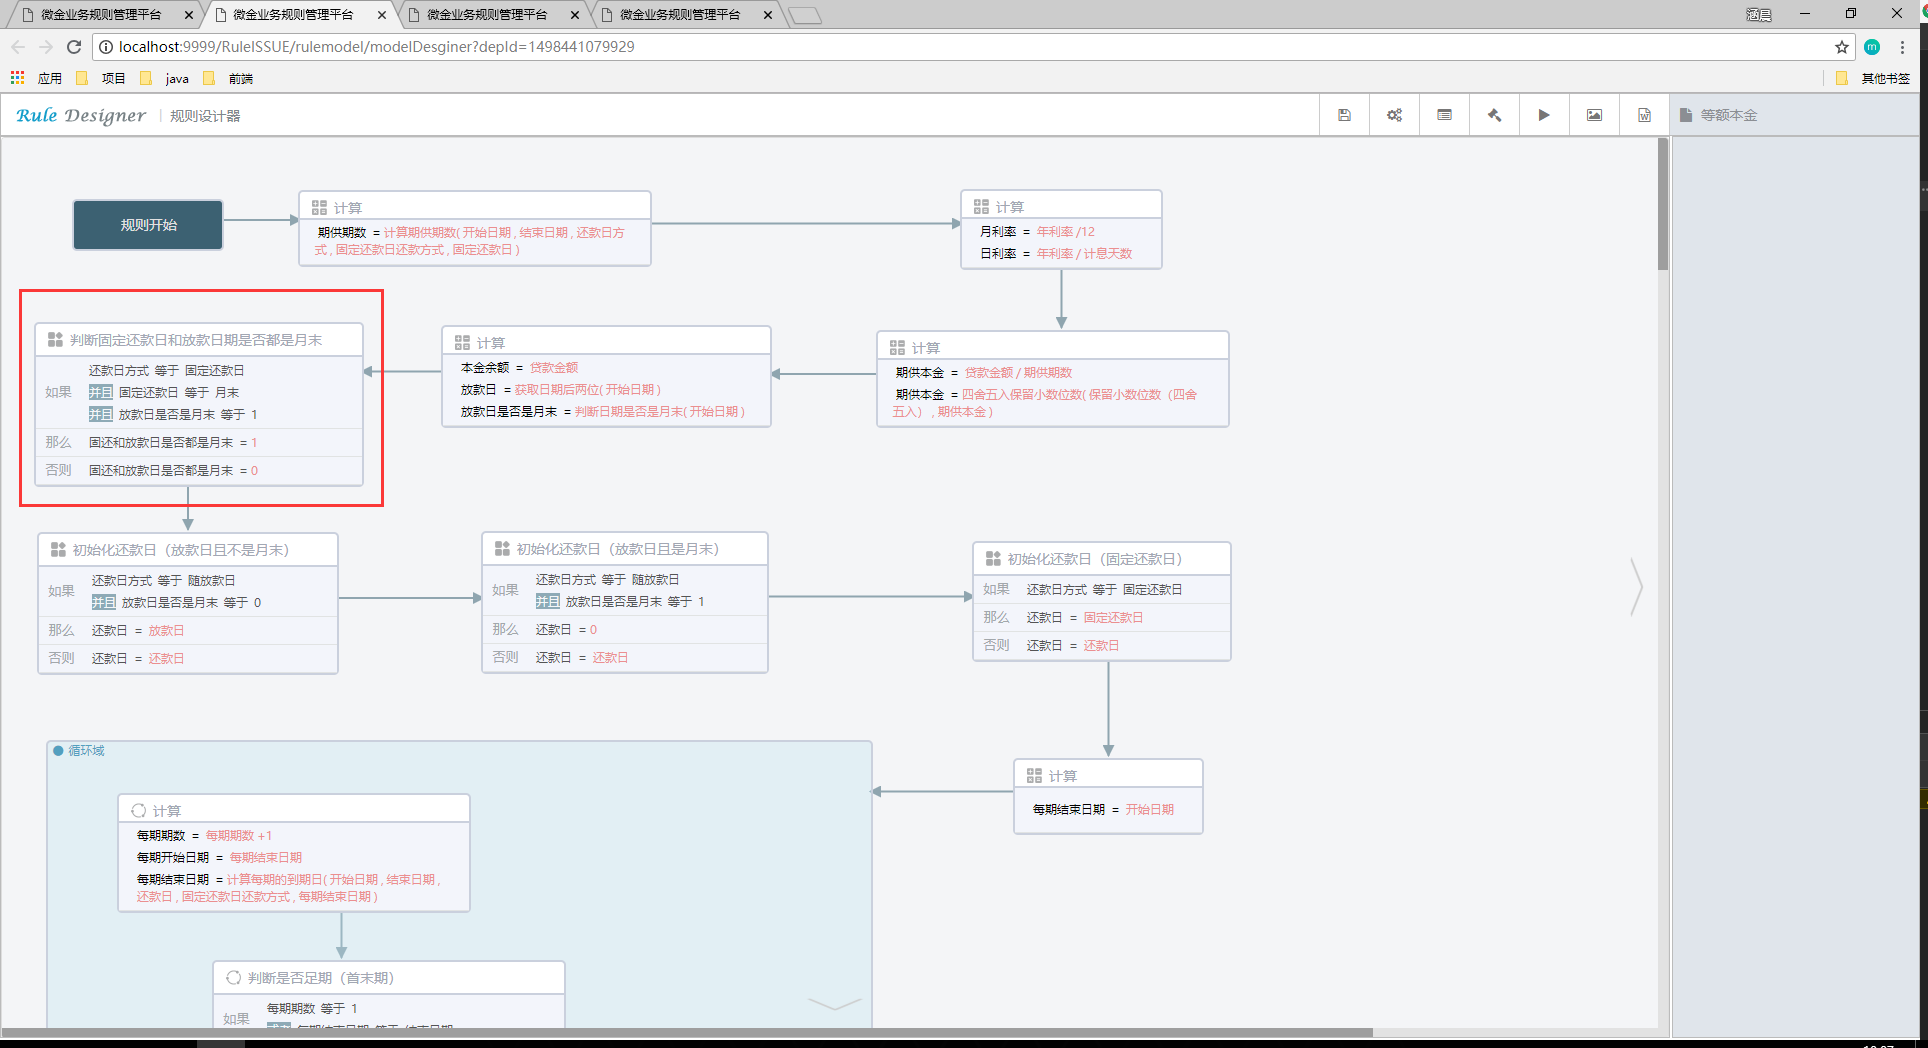 微金业务规则管理平台
微金业务规则管理平台
微金业务规则管理平台
微金业务规则管理平台
涵晨
localhost:9999/RuleISSUE/rulemodel/modelDesginer?depId=1498441079929
m
应用
项目
java
前端
其他书签
Rule Designer
规则设计器
等额本金
规则开始
计算
期供期数 = 计算期供期数( 开始日期 , 结束日期 , 还款日方
式 , 固定还款日还款方式 , 固定还款日 )
计算
月利率 = 年利率 /12
日利率 = 年利率 / 计息天数
判断固定还款日和放款日期是否都是月末
如果
还款日方式 等于 固定还款日
并且 固定还款日 等于 月末
并且 放款日是否是月末 等于 1
那么 固还和放款日是否都是月末 = 1
否则 固还和放款日是否都是月末 = 0
计算
本金余额 = 贷款金额
放款日 = 获取日期后两位( 开始日期 )
放款日是否是月末 = 判断日期是否是月末( 开始日期 )
计算
期供本金 = 贷款金额 / 期供期数
期供本金 = 四舍五入保留小数位数( 保留小数位数（四舍
五入） , 期供本金 )
初始化还款日（放款日且不是月末）
如果
还款日方式 等于 随放款日
并且 放款日是否是月末 等于 0
那么 还款日 = 放款日
否则 还款日 = 还款日
初始化还款日（放款日且是月末）
如果
还款日方式 等于 随放款日
并且 放款日是否是月末 等于 1
那么 还款日 = 0
否则 还款日 = 还款日
初始化还款日（固定还款日）
如果 还款日方式 等于 固定还款日
那么 还款日 = 固定还款日
否则 还款日 = 还款日
循环域
计算
每期结束日期 = 开始日期
计算
每期期数 = 每期期数 +1
每期开始日期 = 每期结束日期
每期结束日期 = 计算每期的到期日( 开始日期 , 结束日期 ,
还款日 , 固定还款日还款方式 , 每期结束日期 )
判断是否足期（首末期）
如果
每期期数 等于 1